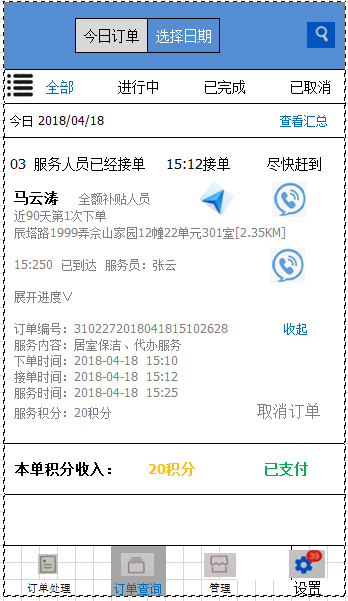 今日订单 选择日期
全部 进行中 已完成 已取消
今日 2018/04/18 查看汇总
03 服务人员已经接单 15:12接单 尽快赶到
马云涛 全额补贴人员
近90天第1次下单
辰塔路1999弄佘山家园12幢22单元301室[2.35KM]
15:250 已到达 服务员：张云
展开进度∨
订单编号：3102272018041815102628 收起
服务内容：居室保洁、代办服务
下单时间：2018-04-18 15:10
接单时间：2018-04-18 15:12
服务时间：2018-04-18 15:25
服务积分：20积分 取消订单
本单积分收入： 20积分 已支付
39
订单处理 订单查询 管理 设置